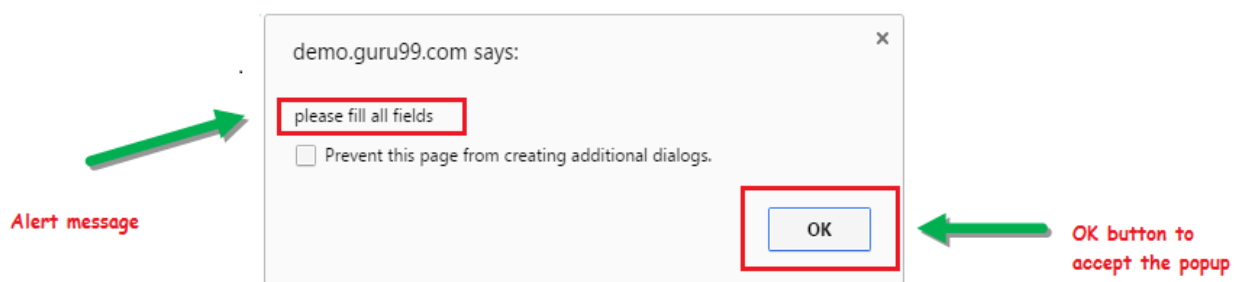 demo.guru99.com says:
please fill all fields
Prevent this page from creating additional dialogs.
Alert message
OK
OK button to
accept the popup